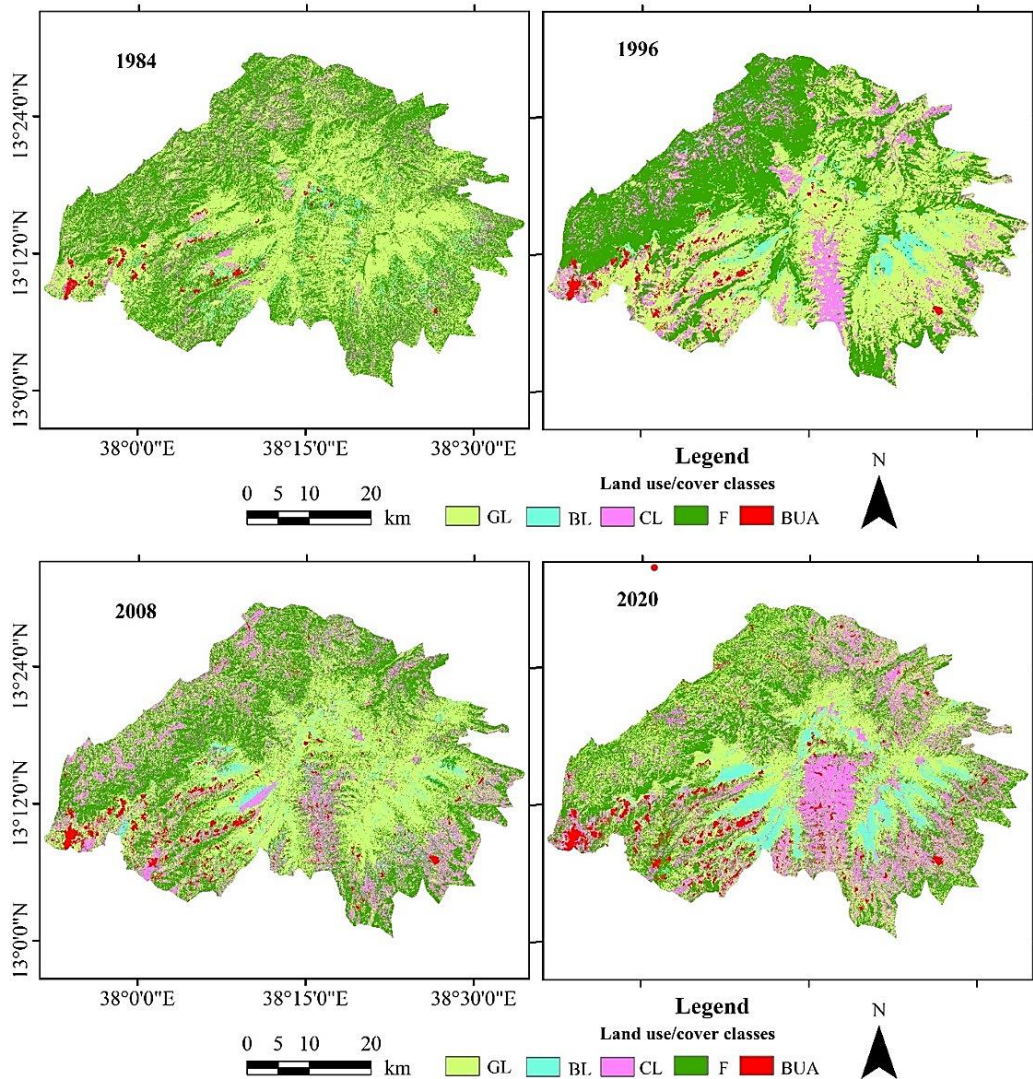 1984
1996
13°24'0"N
13°12'0"N
13°0'0"N
38°0'0"E
38°15'0"E
38°30'0"E
Legend
Land use/cover classes
N
0 5 10 20
km
GL BL CL F BUA
2008
2020
13°24'0"N
13°12'0"N
13°0'0"N
38°0'0"E
38°15'0"E
38°30'0"E
Legend
Land use/cover classes
N
0 5 10 20
km
GL BL CL F BUA